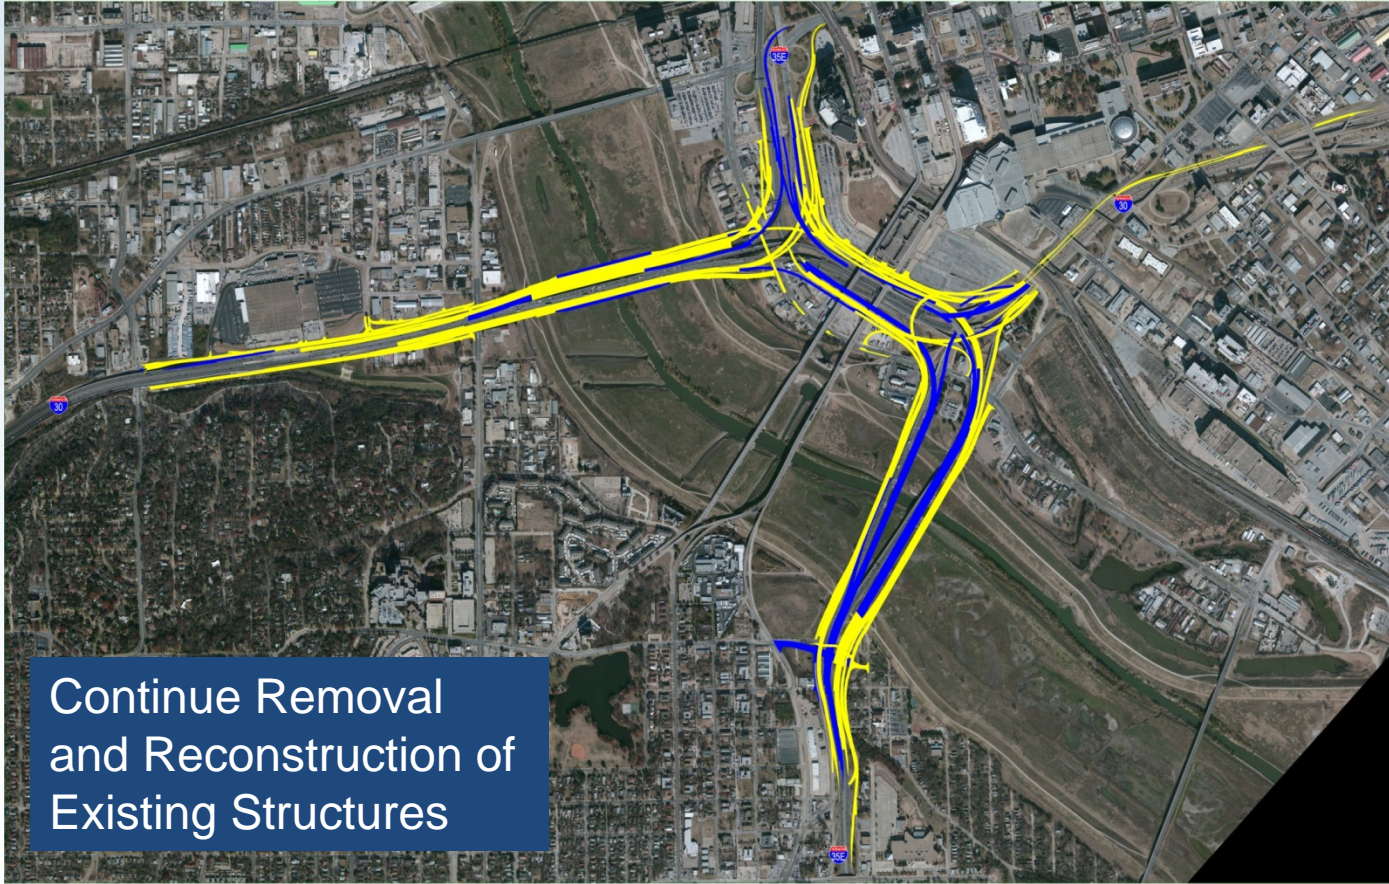 35E
30
30
Continue Removal
and Reconstruction of
Existing Structures
35E